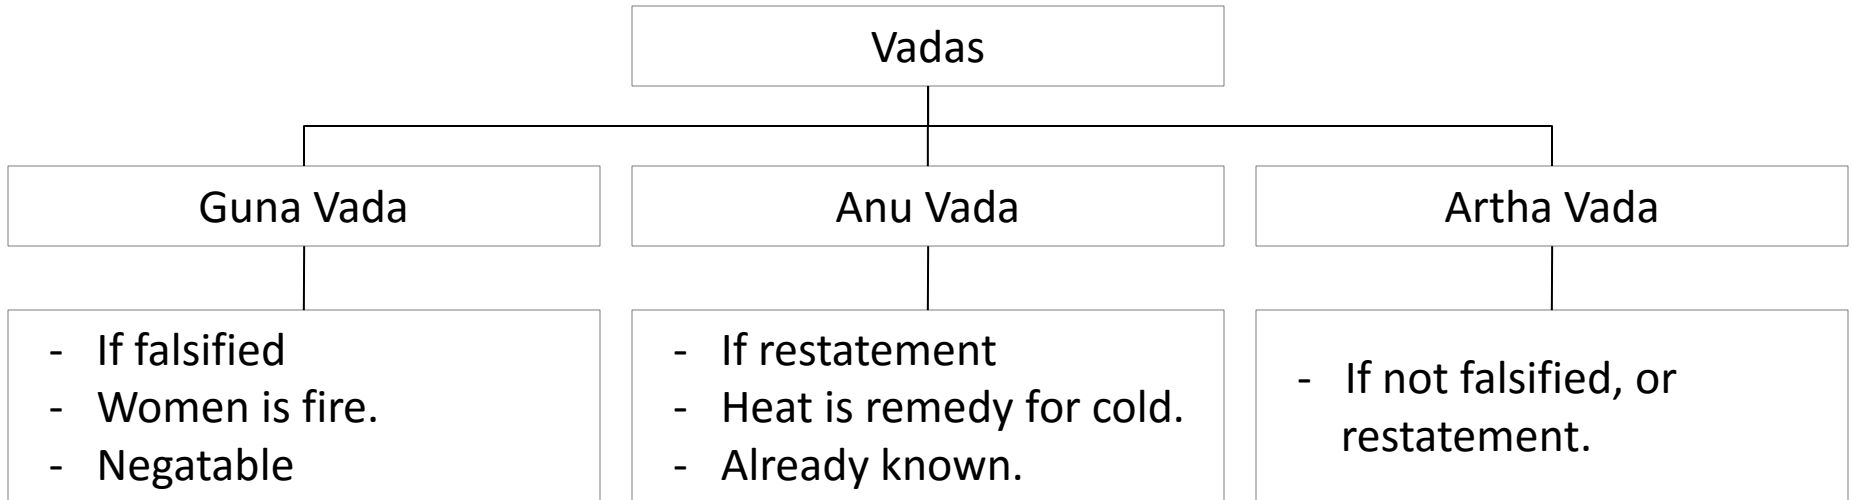 Vadas
Guna Vada
Anu Vada
Artha Vada
- If falsified
- Women is fire.
- Negatable
- If restatement
- Heat is remedy for cold.
- Already known.
- If not falsified, or
restatement.